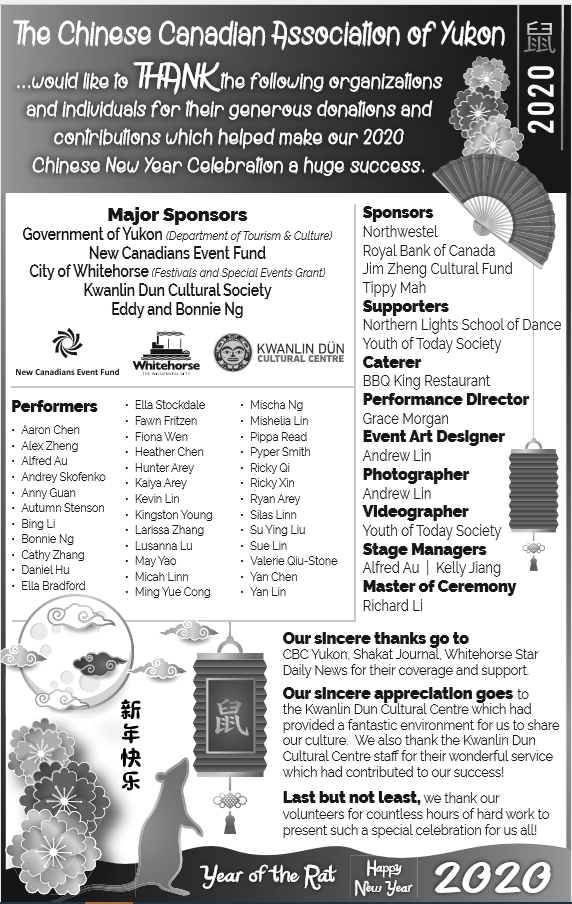 The Chinese Canadian Association of Yukon
...would like to THANK the following organizations
and individuals for their generous donations and
contributions which helped make our 2020
Chinese New Year Celebration a huge success.
鼠
2020
Major Sponsors
Government of Yukon (Department of Tourism & Culture)
New Canadians Event Fund
City of Whitehorse (Festivals and Special Events Grant)
Kwanlin Dun Cultural Society
Eddy and Bonnie Ng
New Canadians Event Fund
Whitehorse
THE WILDERNESS CITY
KWANLIN DÜN
CULTURAL CENTRE
Performers
• Aaron Chen
• Alex Zheng
• Alfred Au
• Andrey Skofenko
• Anny Guan
• Autumn Stenson
• Bing Li
• Bonnie Ng
• Cathy Zhang
• Daniel Hu
• Ella Bradford
• Ella Stockdale
• Fawn Fritzen
• Fiona Wen
• Heather Chen
• Hunter Arey
• Kaiya Arey
• Kevin Lin
• Kingston Young
• Larissa Zhang
• Lusanna Lu
• May Yao
• Micah Linn
• Ming Yue Cong
• Mischa Ng
• Mishelia Lin
• Pippa Read
• Pyper Smith
• Ricky Qi
• Ricky Xin
• Ryan Arey
• Silas Linn
• Su Ying Liu
• Sue Lin
• Valerie Qiu-Stone
• Yan Chen
• Yan Lin
Sponsors
Northwestel
Royal Bank of Canada
Jim Zheng Cultural Fund
Tippy Mah
Supporters
Northern Lights School of Dance
Youth of Today Society
Caterer
BBQ King Restaurant
Performance Director
Grace Morgan
Event Art Designer
Andrew Lin
Photographer
Andrew Lin
Videographer
Youth of Today Society
Stage Managers
Alfred Au | Kelly Jiang
Master of Ceremony
Richard Li
Our sincere thanks go to
CBC Yukon, Shakat Journal, Whitehorse Star
Daily News for their coverage and support.
Our sincere appreciation goes to
the Kwanlin Dun Cultural Centre which had
provided a fantastic environment for us to share
our culture. We also thank the Kwanlin Dun
Cultural Centre staff for their wonderful service
which had contributed to our success!
Last but not least, we thank our
volunteers for countless hours of hard work to
present such a special celebration for us all!
新年快乐
鼠
Year of the Rat
Happy
New Year
2020